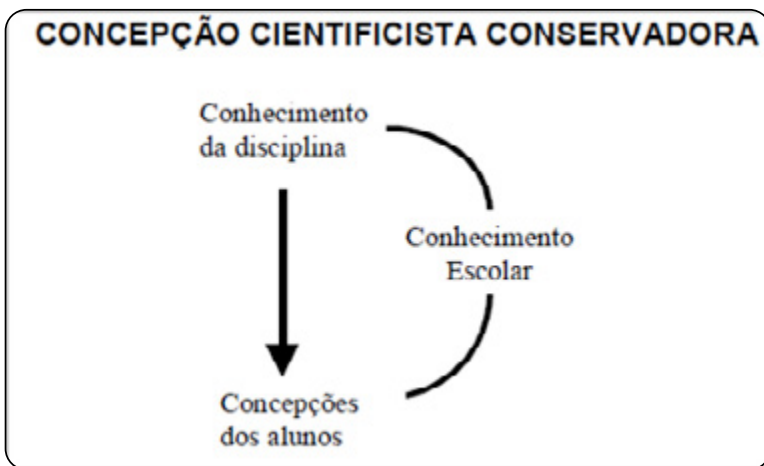 CONCEPÇÃO CIENTIFICISTA CONSERVADORA
Conhecimento
da disciplina
Conhecimento
Escolar
Concepções
dos alunos